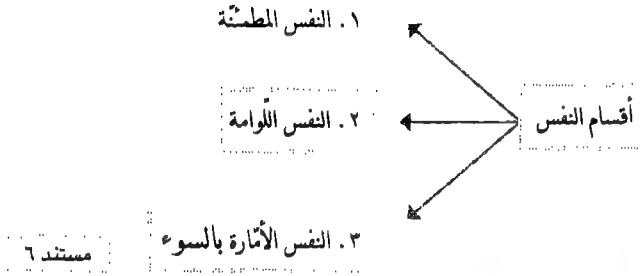 ١. النفس المطمئنّة
أقسام النفس
٢. النفس اللّوامة
٣. النفس الأمّارة بالسوء
مستند ٦